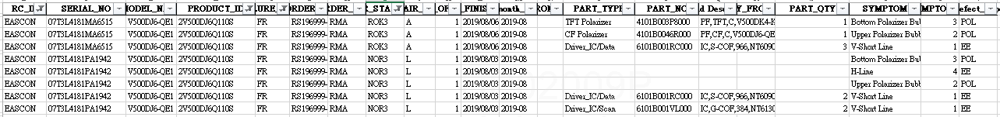 RC_ID SERIAL_NO ODEL_N PRODUCT_ID URE_ RDER_ DER_ _STA AIR_ OF _FINIS onth_ RO PART_TYPE PART_NO d Desc Y_FRO PART_QTY SYMPTOM MPTO efect_
EASCON 07T3L4181MA6515 V500DJ6-QE1 2V500DJ6Q110S FR RS196999- RMA ROK3 A 1 2019/08/06 2019-08 TFT Polarizer 4101B003P8000 PF,TFT,C,V500DK4-K 1 Bottom Polarizer Bub 3 POL
EASCON 07T3L4181MA6515 V500DJ6-QE1 2V500DJ6Q110S FR RS196999- RMA ROK3 A 1 2019/08/06 2019-08 CF Polarizer 4101B0046R000 PF,CF,C,V500DJ6-QE 1 Upper Polarizer Bubb 2 POL
EASCON 07T3L4181MA6515 V500DJ6-QE1 2V500DJ6Q110S FR RS196999- RMA ROK3 A 1 2019/08/06 2019-08 Driver_IC/Data 6101B001RC000 IC,S-COF,966,NT6090 3 V-Short Line 1 EE
EASCON 07T3L4181PA1942 V500DJ6-QE1 2V500DJ6Q110S FR RS196999- RMA NOR3 L 1 2019/08/03 2019-08 Bottom Polarizer Bub 3 POL
EASCON 07T3L4181PA1942 V500DJ6-QE1 2V500DJ6Q110S FR RS196999- RMA NOR3 L 1 2019/08/03 2019-08 H-Line 4 EE
EASCON 07T3L4181PA1942 V500DJ6-QE1 2V500DJ6Q110S FR RS196999- RMA NOR3 L 1 2019/08/03 2019-08 Upper Polarizer Bubb 2 POL
EASCON 07T3L4181PA1942 V500DJ6-QE1 2V500DJ6Q110S FR RS196999- RMA NOR3 L 1 2019/08/03 2019-08 Driver_IC/Data 6101B001RC000 IC,S-COF,966,NT6090 2 V-Short Line 1 EE
EASCON 07T3L4181PA1942 V500DJ6-QE1 2V500DJ6Q110S FR RS196999- RMA NOR3 L 1 2019/08/03 2019-08 Driver_IC/Scan 6101B001VL000 IC,G-COF,384,NT6130 2 V-Short Line 1 EE